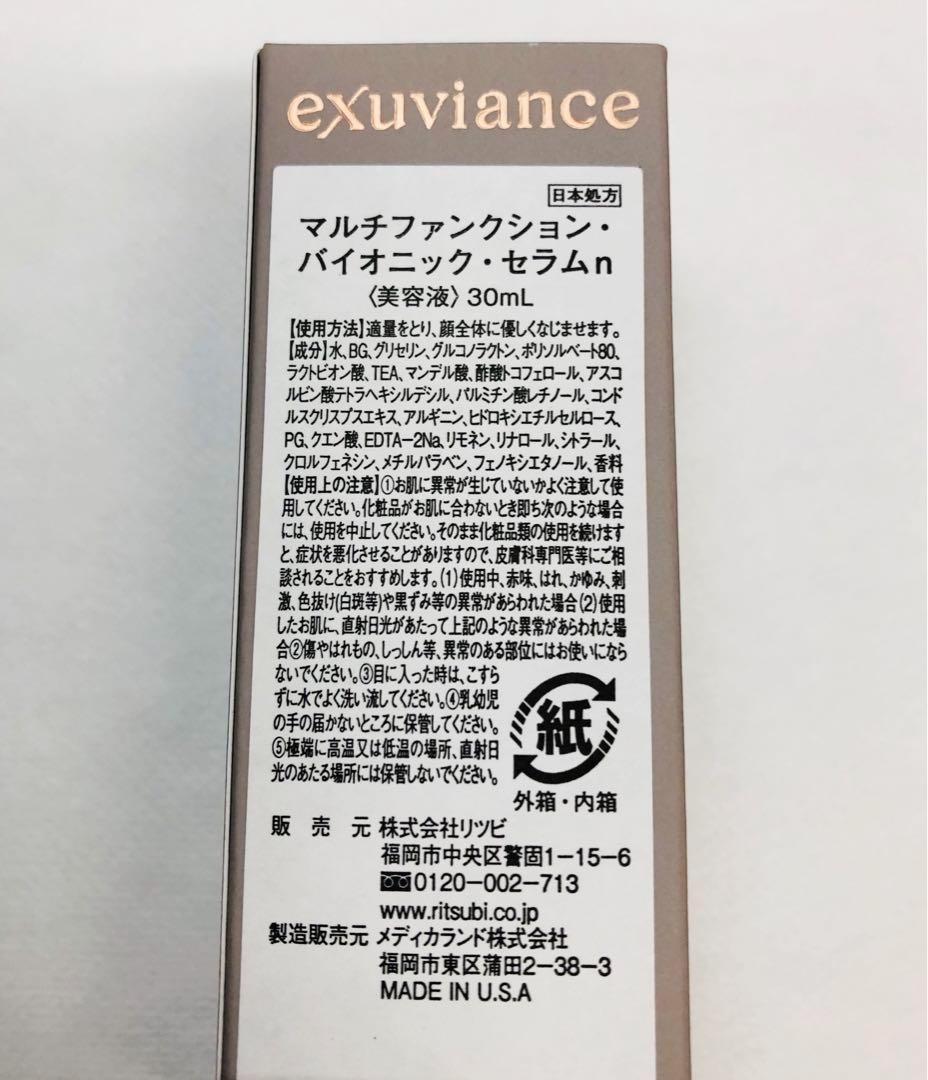 exuviance
日本処方
マルチファンクション・
バイオニック・セラムn
〈美容液〉30mL
【使用方法】適量をとり、顔全体に優しくなじませます。
【成分】水、BG、グリセリン、グルコノラクトン、ポリソルベート80、
ラクトビオン酸、TEA、マンデル酸、酢酸トコフェロール、アスコ
ルビン酸テトラヘキシルデシル、パルミチン酸レチノール、コンド
ルスクリスプスエキス、アルギニン、ヒドロキシエチルセルロース、
PG、クエン酸、EDTA−2Na、リモネン、リナロール、シトラール、
クロルフェネシン、メチルパラベン、フェノキシエタノール、香料
【使用上の注意】①お肌に異常が生じていないかよく注意して使
用してください。化粧品がお肌に合わないとき即ち次のような場合
には、使用を中止してください。そのまま化粧品類の使用を続けます
と、症状を悪化させることがありますので、皮膚科専門医等にご相
談されることをおすすめします。(1)使用中、赤味、はれ、かゆみ、刺
激、色抜け(白斑等)や黒ずみ等の異常があらわれた場合(2)使用
したお肌に、直射日光があたって上記のような異常があらわれた場
合②傷やはれもの、しっしん等、異常のある部位にはお使いになら
ないでください。③目に入った時は、こすら
ずに水でよく洗い流してください。④乳幼児
の手の届かないところに保管してください。
⑤極端に高温又は低温の場所、直射日
光のあたる場所には保管しないでください。
紙
外箱・内箱
販売元 株式会社リツビ
福岡市中央区警固1−15−6
0120−002−713
www.ritsubi.co.jp
製造販売元 メディカランド株式会社
福岡市東区蒲田2−38−3
MADE IN U.S.A